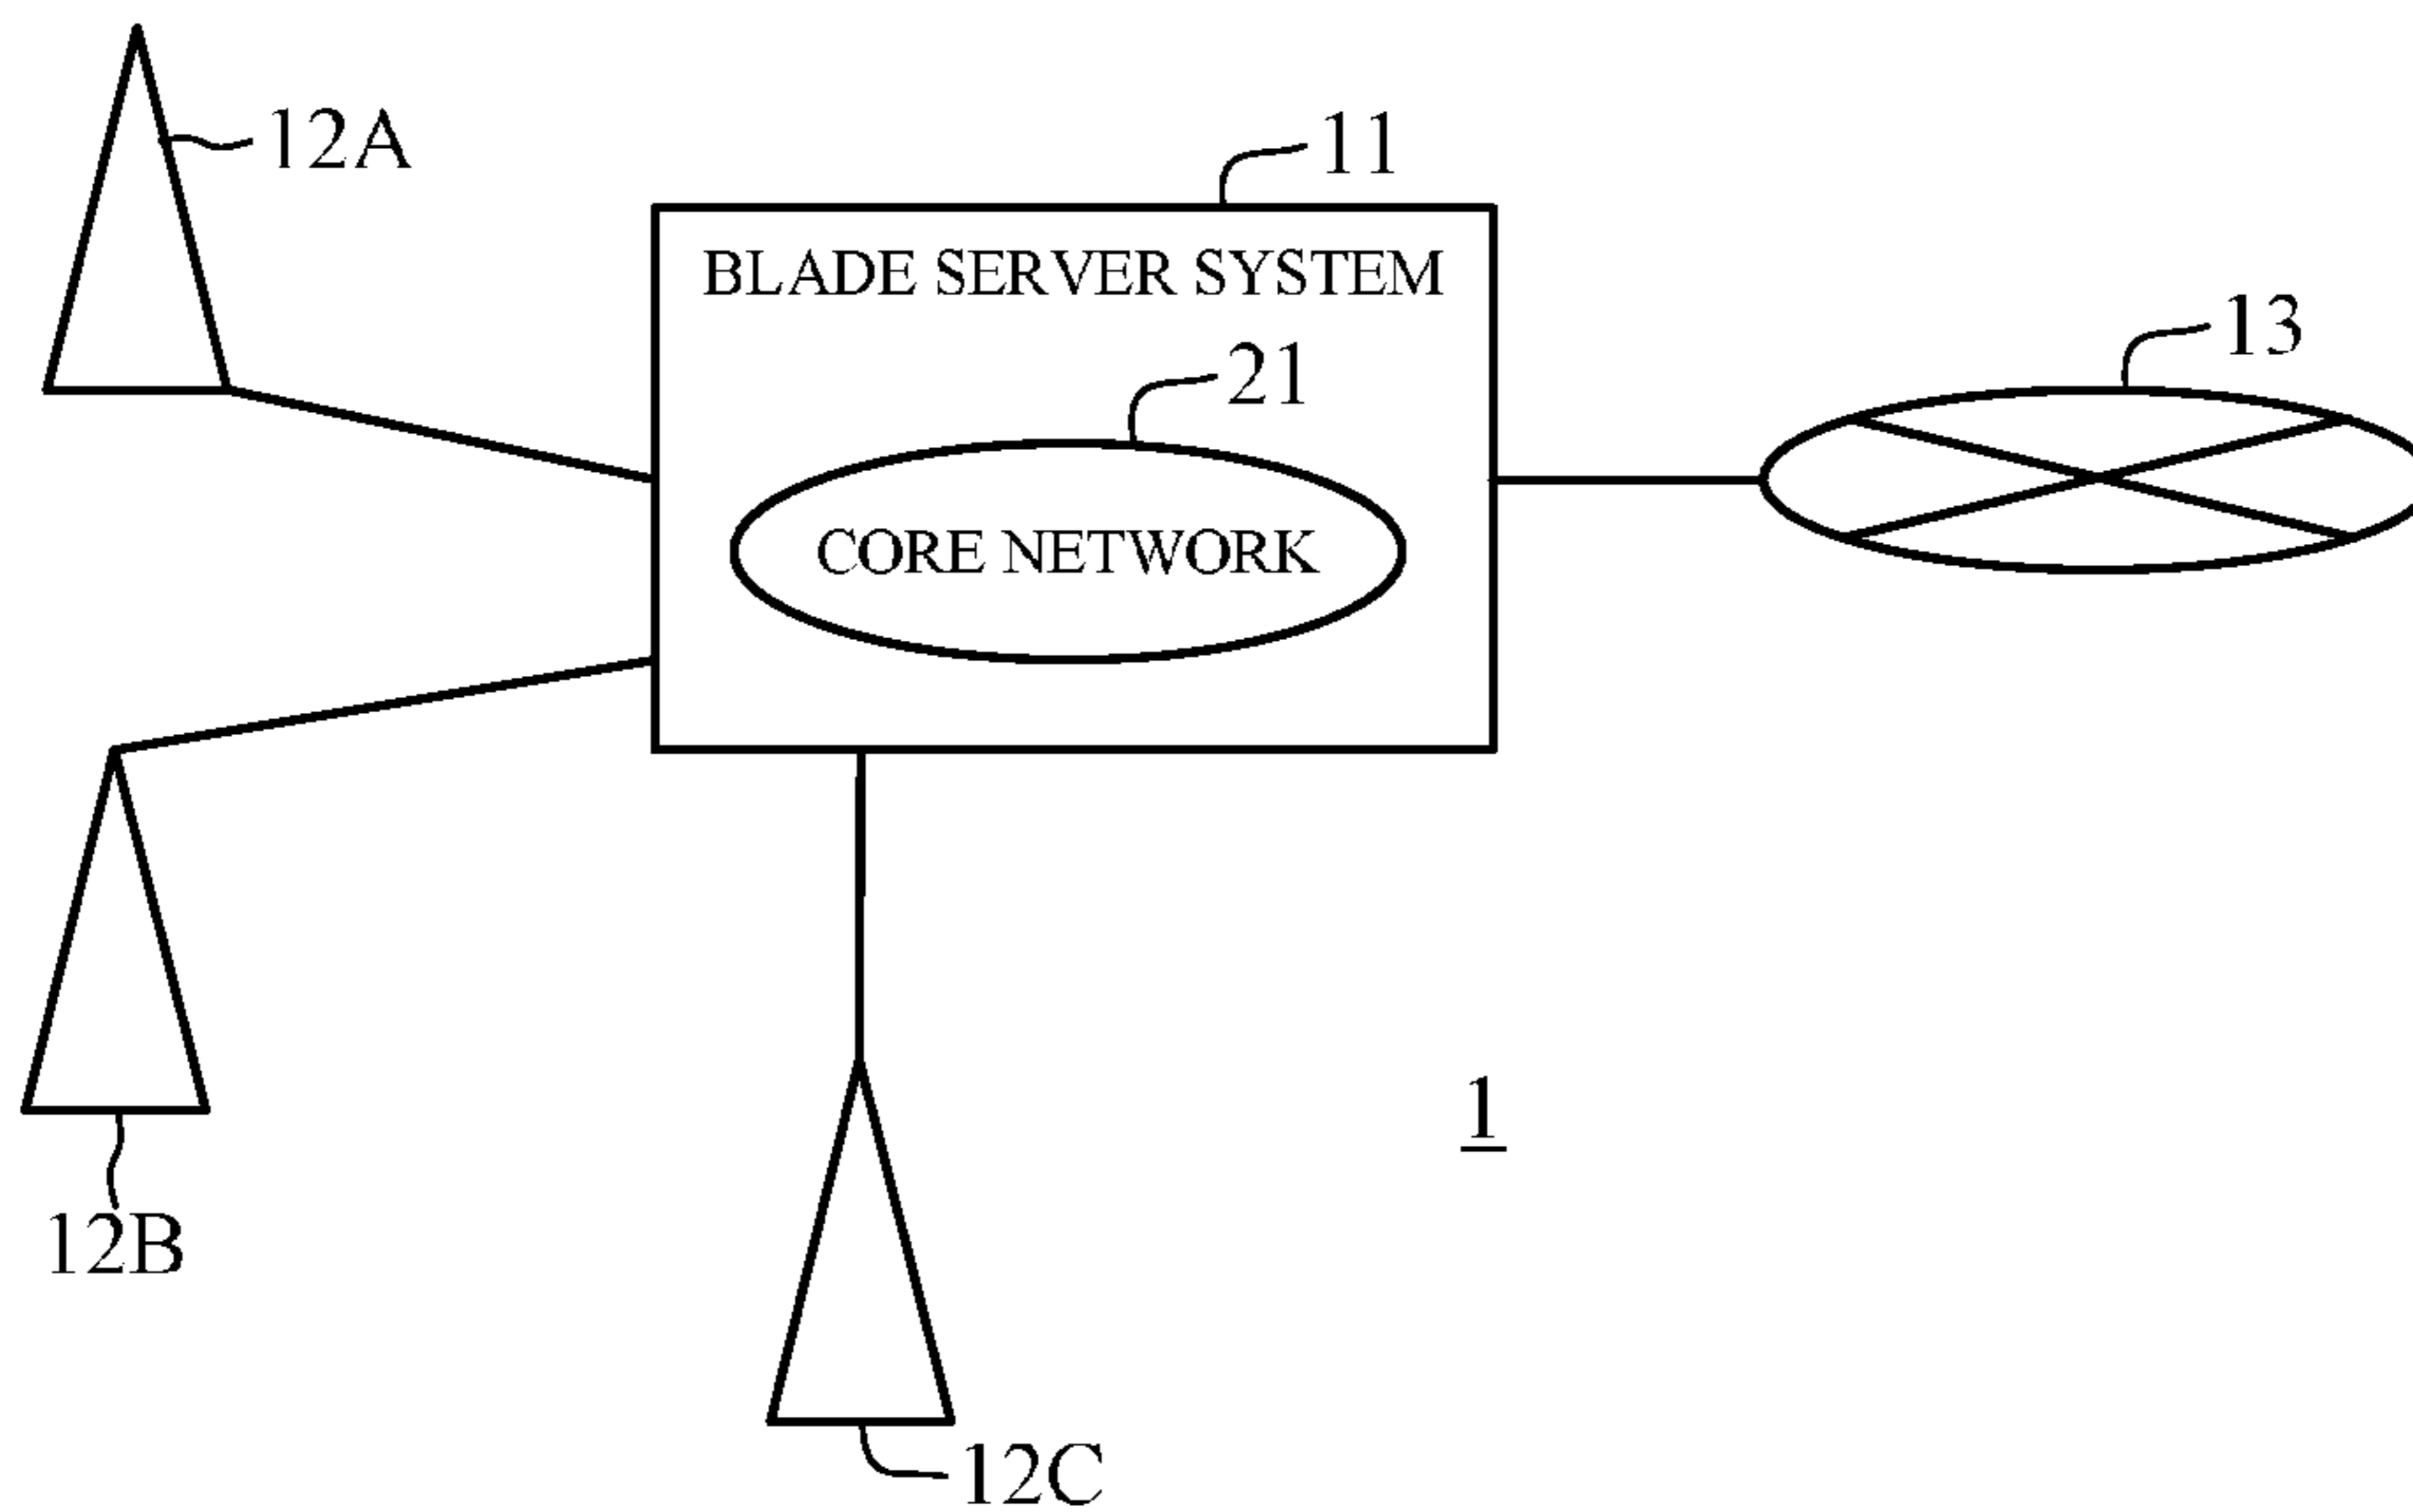 12A
11
BLADE SERVER SYSTEM
13
21
CORE NETWORK
1
12B
12C